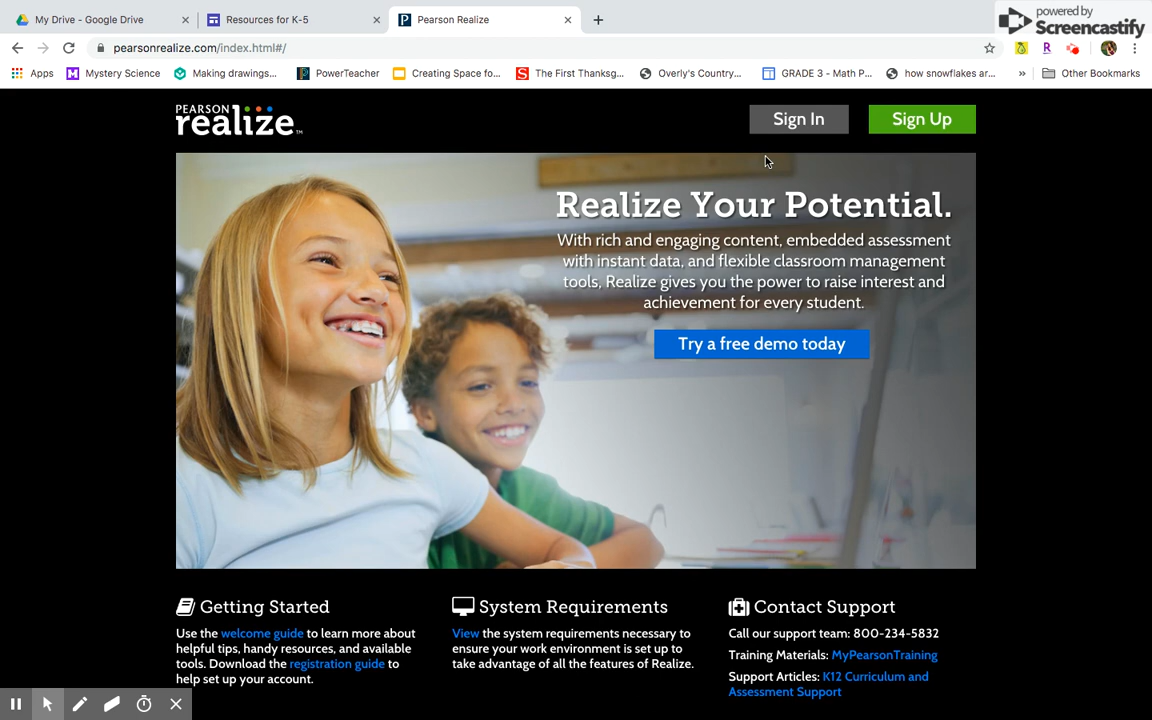 powered by
Screencastify
My Drive - Google Drive
Resources for K-5
Pearson Realize
pearsonrealize.com/index.html#/
Apps
Mystery Science
Making drawings...
PowerTeacher
Creating Space fo...
The First Thanksg...
Overly's Country...
GRADE 3 - Math P...
how snowflakes ar...
Other Bookmarks
PEARSON
realize™
Sign In
Sign Up
Realize Your Potential.
With rich and engaging content, embedded assessment
with instant data, and flexible classroom management
tools, Realize gives you the power to raise interest and
achievement for every student.
Try a free demo today
Getting Started
Use the welcome guide to learn more about
helpful tips, handy resources, and available
tools. Download the registration guide to
help set up your account.
System Requirements
View the system requirements necessary to
ensure your work environment is set up to
take advantage of all the features of Realize.
Contact Support
Call our support team: 800-234-5832
Training Materials: MyPearsonTraining
Support Articles: K12 Curriculum and
Assessment Support